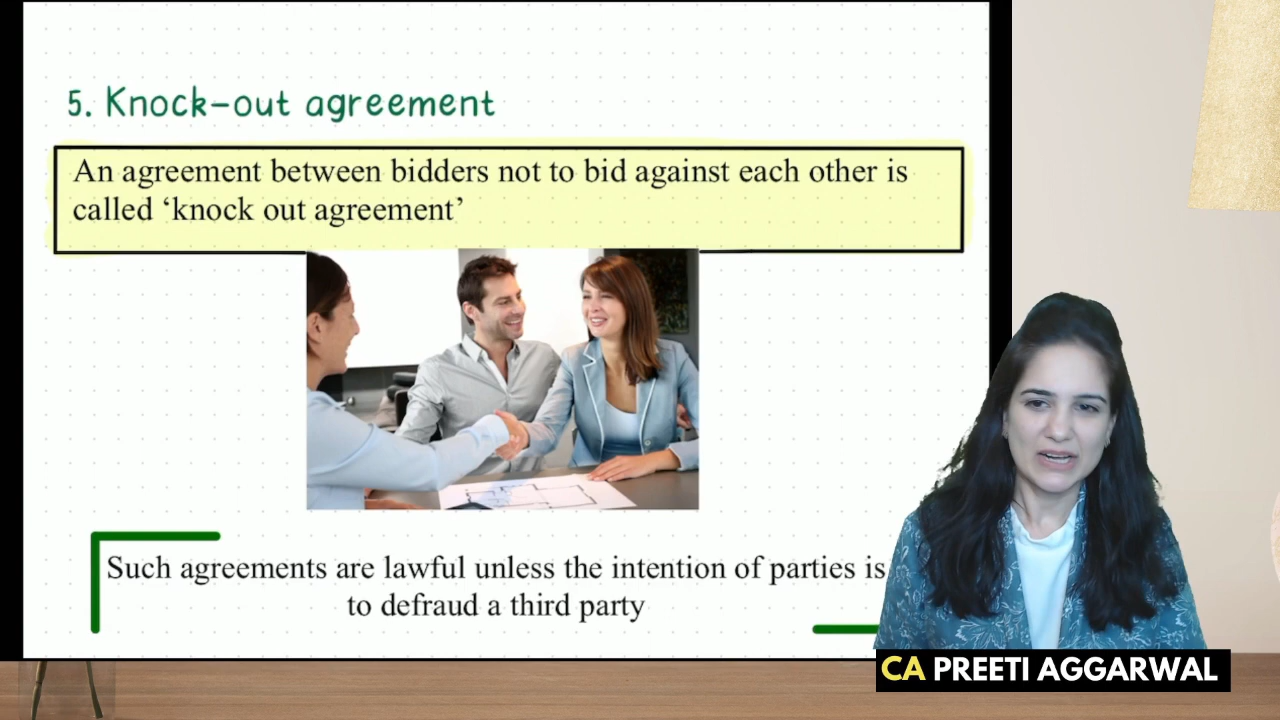 5. Knock-out agreement
An agreement between bidders not to bid against each other is
called ‘knock out agreement’
Such agreements are lawful unless the intention of parties is
to defraud a third party
CA PREETI AGGARWAL